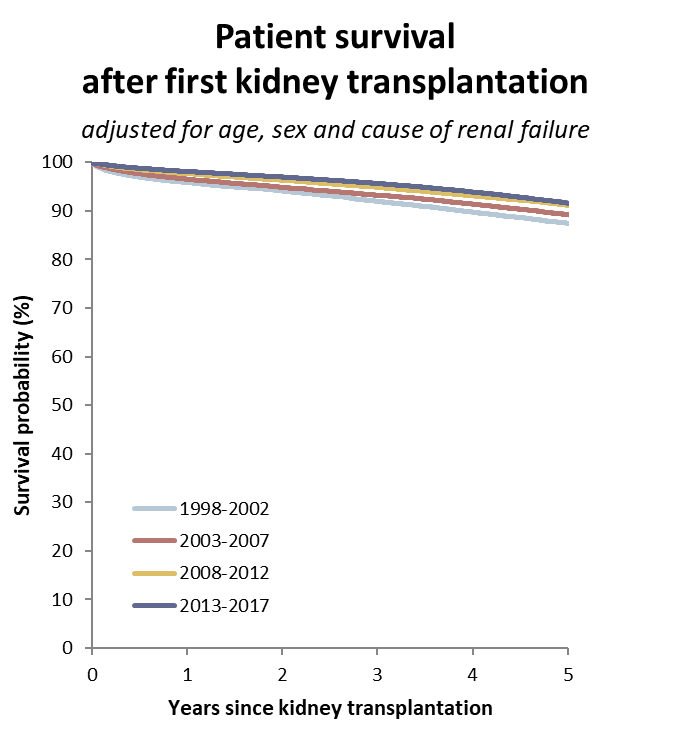 Patient survival
after first kidney transplantation
adjusted for age, sex and cause of renal failure
100
90
80
70
60
50
40
30
20
10
0
Survival probability (%)
1998-2002
2003-2007
2008-2012
2013-2017
0 1 2 3 4 5
Years since kidney transplantation